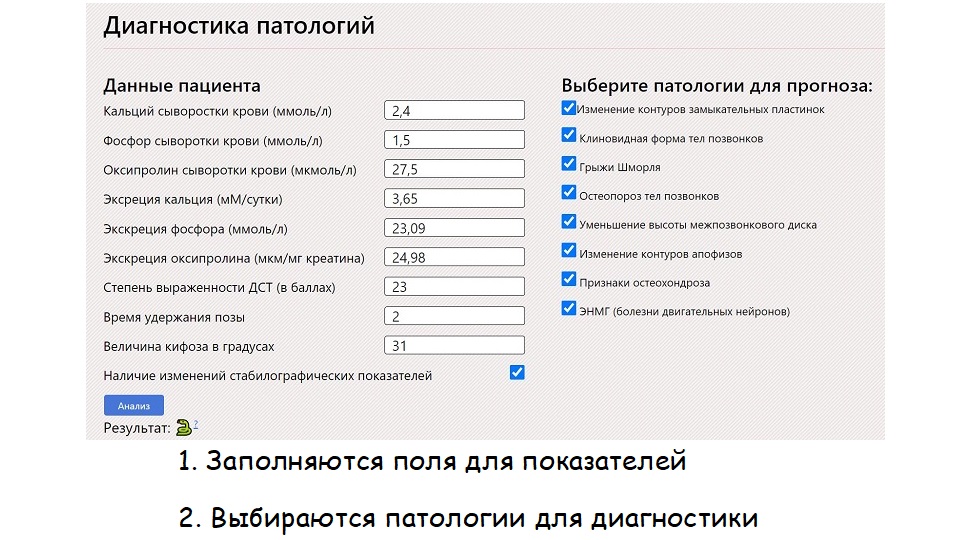 Диагностика патологий
Данные пациента
Кальций сыворостки крови (ммоль/л) 2,4
Фосфор сыворотки крови (ммоль/л) 1,5
Оксипролин сыворотки крови (мкмоль/л) 27,5
Эксреция кальция (мМ/сутки) 3,65
Экскреция фосфора (ммоль/л) 23,09
Экскреция оксипролина (мкм/мг креатина) 24,98
Степень выраженности ДСТ (в баллах) 23
Время удержания позы 2
Величина кифоза в градусах 31
Наличие изменений стабилографических показателей
Выберите патологии для прогноза:
Изменение контуров замыкательных пластинок
Клиновидная форма тел позвонков
Грыжи Шморля
Остеопороз тел позвонков
Уменьшение высоты межпозвонкового диска
Изменение контуров апофизов
Признаки остеохондроза
ЭНМГ (болезни двигательных нейронов)
Анализ
Результат: ?
1. Заполняются поля для показателей
2. Выбираются патологии для диагностики